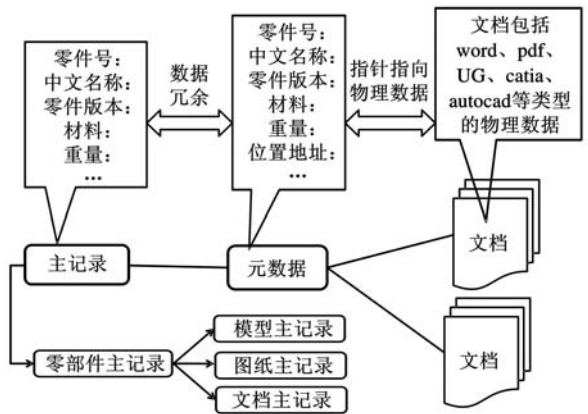 零件号：
中文名称：
零件版本：
材料：
重量：
...
数据
冗余
零件号：
中文名称：
零件版本：
材料：
重量：
位置地址：
...
指针指向
物理数据
文档包括
word、pdf、
UG、catia、
autocad等类型
的物理数据
主记录
元数据
文档
文档
零部件主记录
模型主记录
图纸主记录
文档主记录